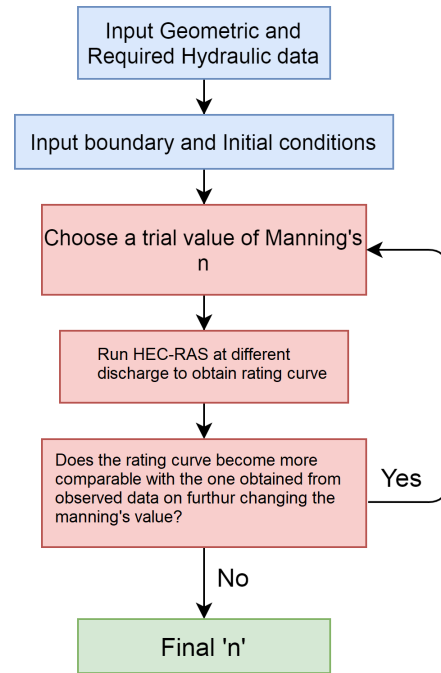 Input Geometric and
Required Hydraulic data
Input boundary and Initial conditions
Choose a trial value of Manning's
n
Run HEC-RAS at different
discharge to obtain rating curve
Does the rating curve become more
comparable with the one obtained from
observed data on furthur changing the
manning's value?
Yes
No
Final 'n'